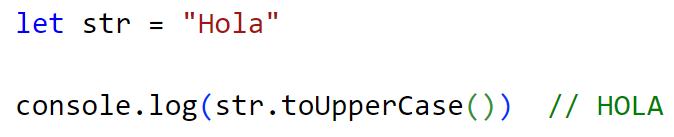 let str = "Hola"
console.log(str.toUpperCase())  // HOLA